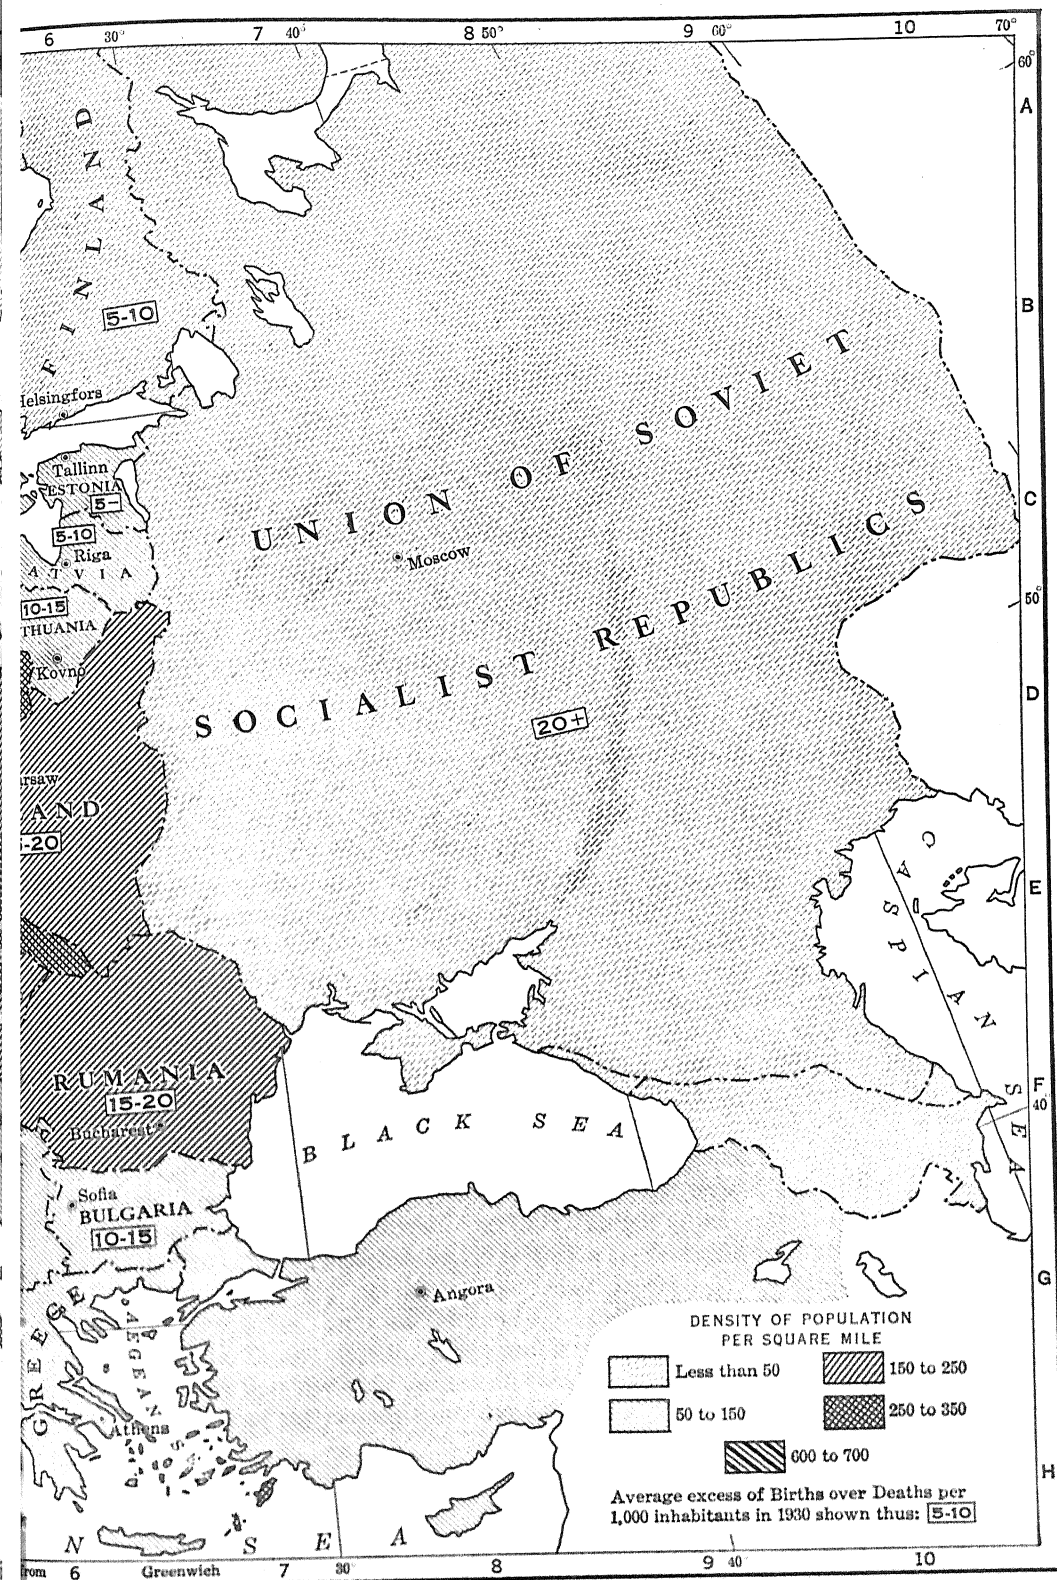 6 30° 7 40° 8 50° 9 60° 10 70°
60°
A
B
C
50°
D
E
F
40
G
H
FINLAND
5-10
elsingfors
Tallinn
ESTONIA
5-
5-10
Riga
ATVIA
10-15
THUANIA
Kovno
UNION OF SOVIET
Moscow
SOCIALIST REPUBLICS
20+
rsaw
AND
-20
CASPIAN SEA
RUMANIA
15-20
Bucharest
BLACK SEA
Sofia
BULGARIA
10-15
GREECE
AEGEAN
S
Athens
Angora
DENSITY OF POPULATION
PER SQUARE MILE
Less than 50
150 to 250
50 to 150
250 to 350
600 to 700
Average excess of Births over Deaths per
1,000 inhabitants in 1930 shown thus: 5-10
N SEA
rom 6 Greenwich 7 30° 8 9 40° 10